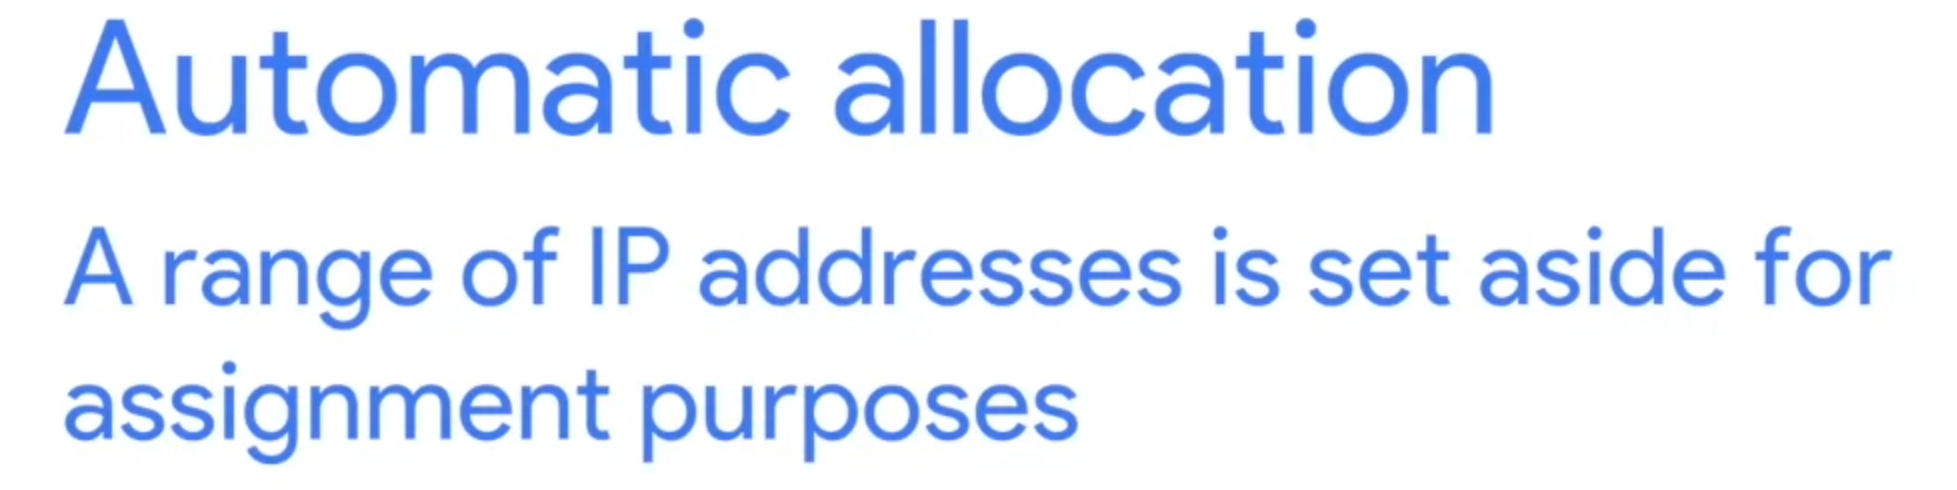 Automatic allocation
A range of IP addresses is set aside for
assignment purposes